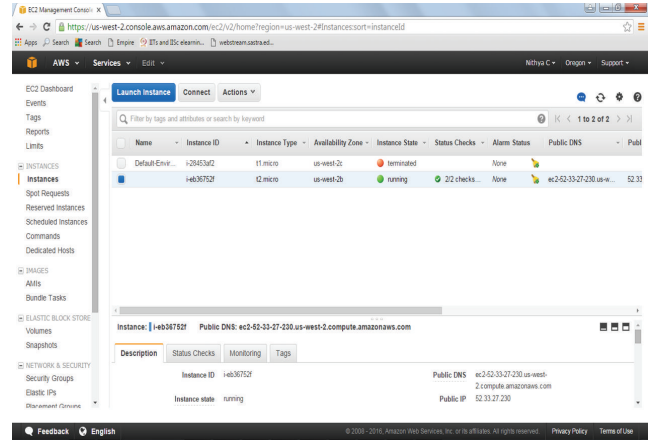 EC2 Management Console
https://us-west-2.console.aws.amazon.com/ec2/v2/home?region=us-west-2#Instances:sort=instanceId
Apps Search Search Empire IITs and IISc elearnin... webstream.sastra.ed...
AWS Services Edit Nithya C Oregon Support
EC2 Dashboard
Events
Tags
Reports
Limits
INSTANCES
Instances
Spot Requests
Reserved Instances
Scheduled Instances
Commands
Dedicated Hosts
IMAGES
AMIs
Bundle Tasks
ELASTIC BLOCK STORE
Volumes
Snapshots
NETWORK & SECURITY
Security Groups
Elastic IPs
Placement Groups
Launch Instance Connect Actions
Filter by tags and attributes or search by keyword 1 to 2 of 2
Name Instance ID Instance Type Availability Zone Instance State Status Checks Alarm Status Public DNS Publ
Default-Envir... i-28453af2 t1.micro us-west-2c terminated None
i-eb36752f t2.micro us-west-2b running 2/2 checks... None ec2-52-33-27-230.us-w... 52.33
Instance: i-eb36752f Public DNS: ec2-52-33-27-230.us-west-2.compute.amazonaws.com
Description Status Checks Monitoring Tags
Instance ID i-eb36752f Public DNS ec2-52-33-27-230.us-west-
2.compute.amazonaws.com
Instance state running Public IP 52.33.27.230
Feedback English © 2008 - 2016, Amazon Web Services, Inc. or its affiliates. All rights reserved. Privacy Policy Terms of Use